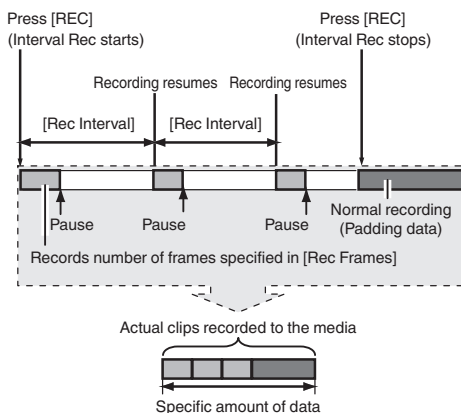 Press [REC]
(Interval Rec starts)
Press [REC]
(Interval Rec stops)
Recording resumes
Recording resumes
[Rec Interval]
[Rec Interval]
Pause
Pause
Pause
Normal recording
(Padding data)
Records number of frames specified in [Rec Frames]
Actual clips recorded to the media
Specific amount of data